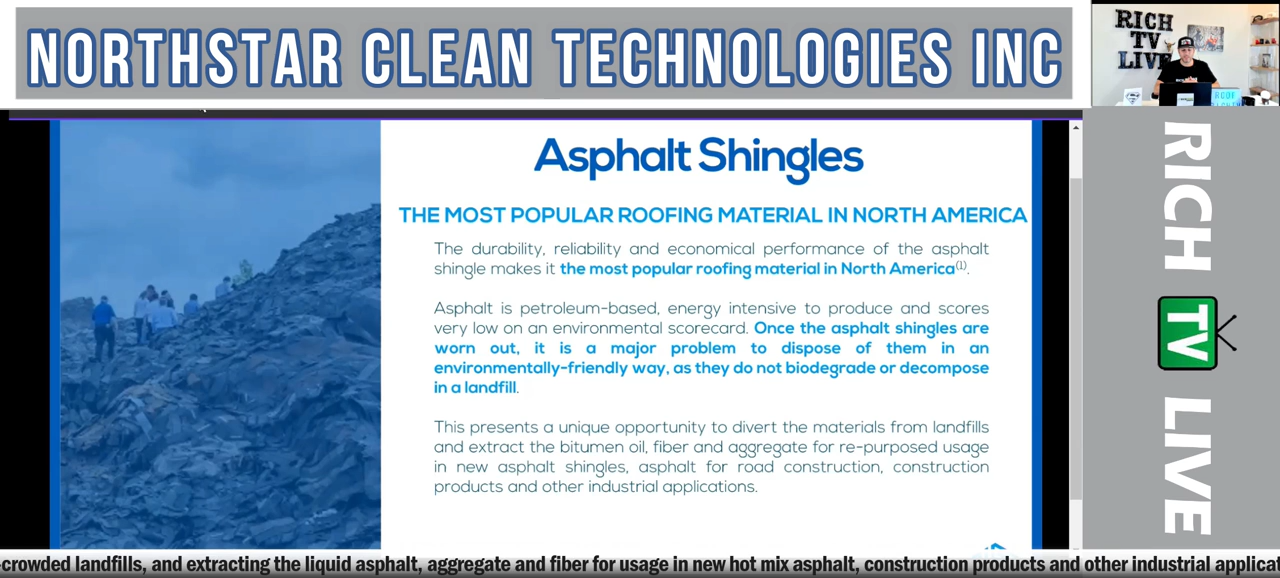 NORTHSTAR CLEAN TECHNOLOGIES INC
RICH
TV
LIVE
Asphalt Shingles
THE MOST POPULAR ROOFING MATERIAL IN NORTH AMERICA
The durability, reliability and economical performance of the asphalt
shingle makes it the most popular roofing material in North America(1).
Asphalt is petroleum-based, energy intensive to produce and scores
very low on an environmental scorecard. Once the asphalt shingles are
worn out, it is a major problem to dispose of them in an
environmentally-friendly way, as they do not biodegrade or decompose
in a landfill.
This presents a unique opportunity to divert the materials from landfills
and extract the bitumen oil, fiber and aggregate for re-purposed usage
in new asphalt shingles, asphalt for road construction, construction
products and other industrial applications.
RICH TV LIVE
-crowded landfills, and extracting the liquid asphalt, aggregate and fiber for usage in new hot mix asphalt, construction products and other industrial applica